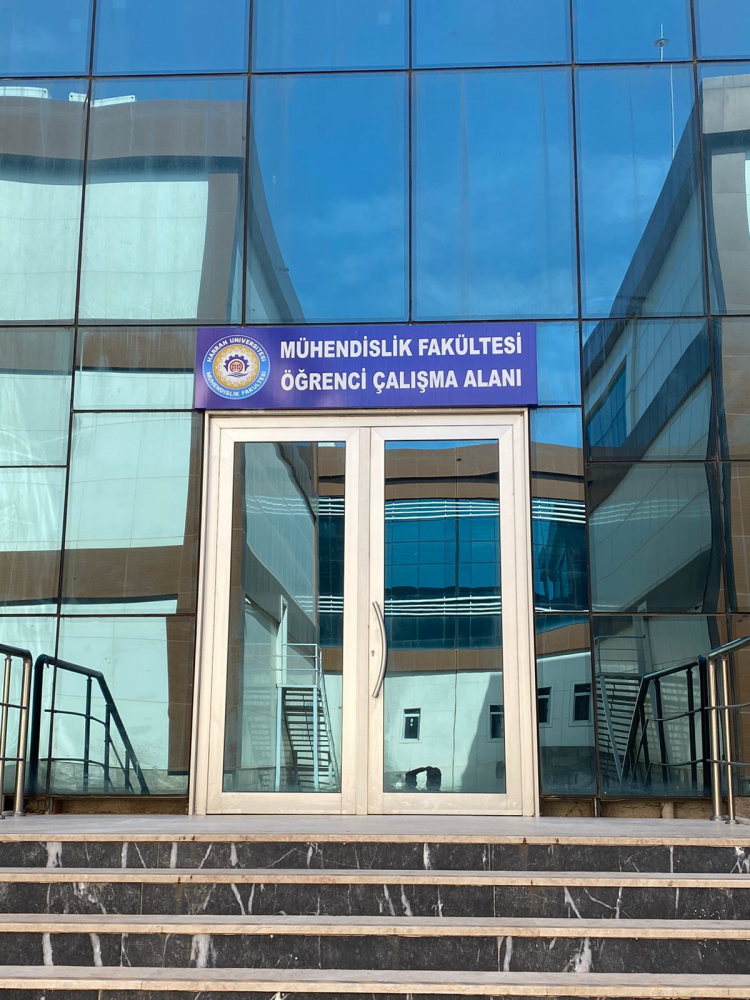 HARRAN ÜNİVERSİTESİ
MÜHENDİSLİK FAKÜLTESİ
MÜHENDİSLİK FAKÜLTESİ
ÖĞRENCİ ÇALIŞMA ALANI